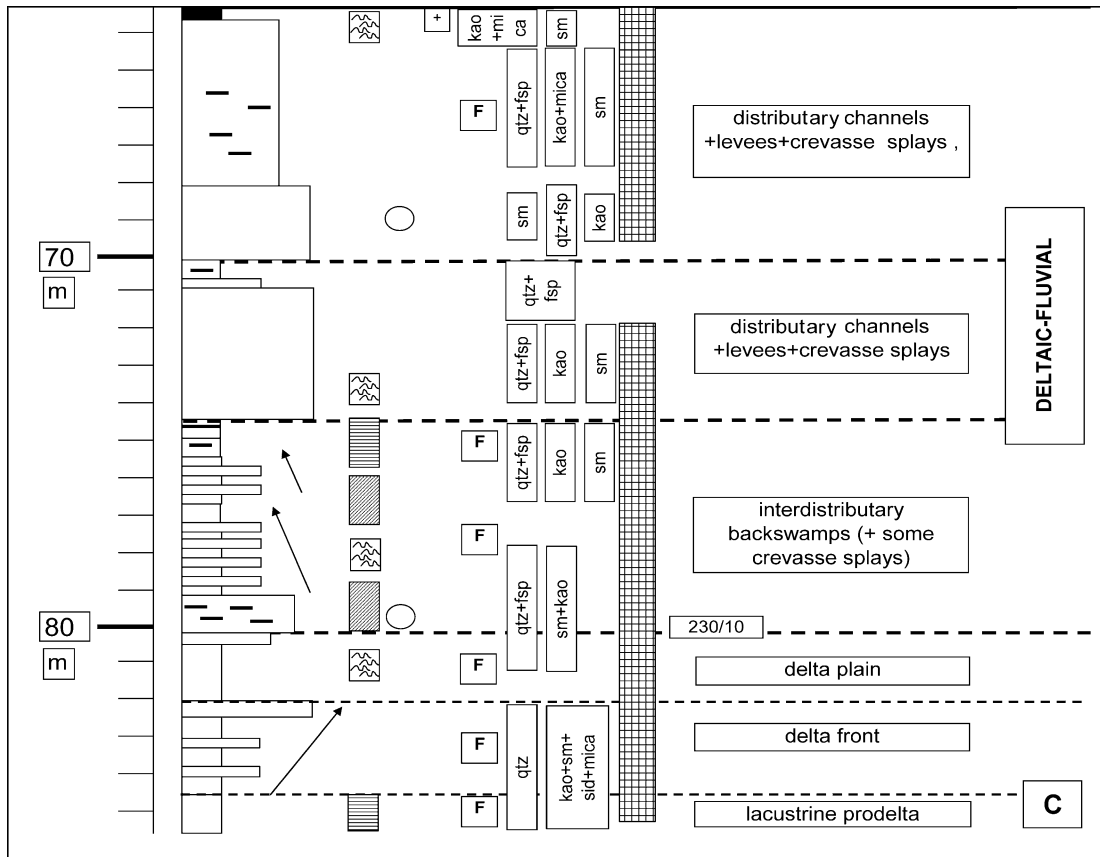 +
kao
+mi
ca
sm
qtz+fsp
kao+mica
sm
F
distributary channels
+levees+crevasse splays ,
sm
qtz+fsp
kao
70
m
qtz+
fsp
DELTAIC-FLUVIAL
qtz+fsp
kao
sm
distributary channels
+levees+crevasse splays
F
qtz+fsp
kao
sm
interdistributary
backswamps (+ some
crevasse splays)
F
qtz+fsp
sm+kao
80
m
230/10
F
delta plain
qtz
kao+sm+
sid+mica
F
delta front
F
lacustrine prodelta
C